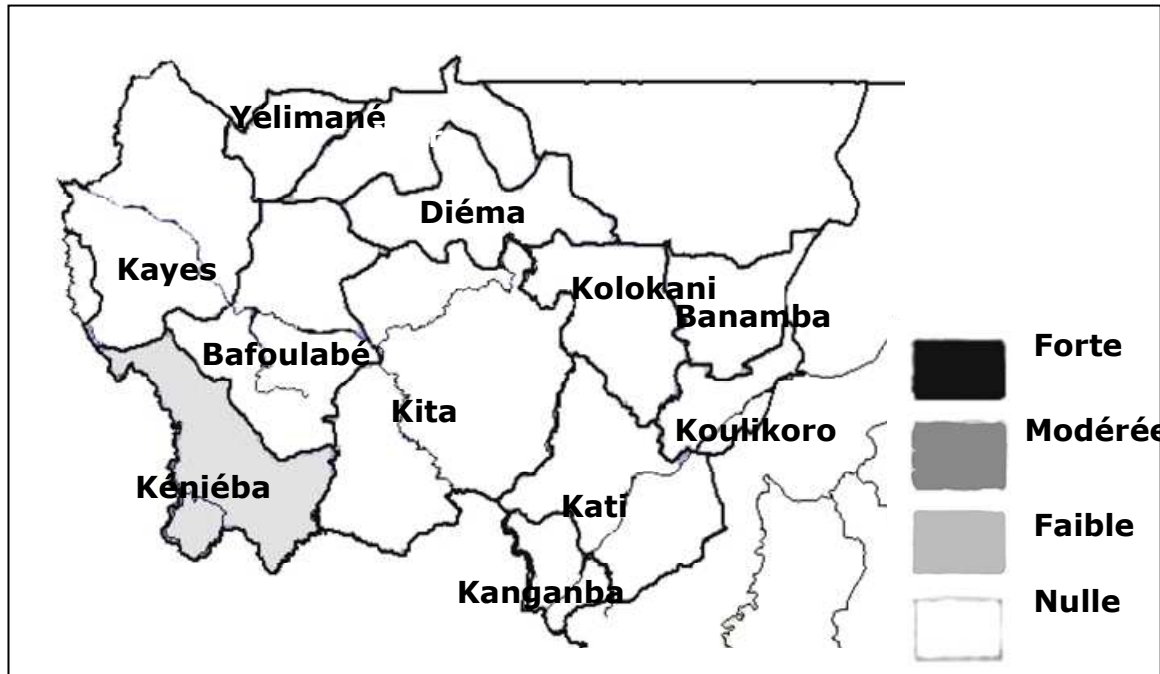 Yélimané
Diéma
Kayes
Kolokani
Banamba
Bafoulabé
Kita
Koulikoro
Kéniéba
Kati
Kanganba
Forte
Modérée
Faible
Nulle